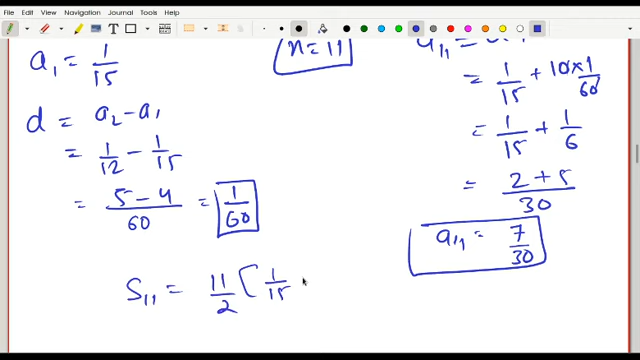 File Edit View Insert Actions Tools Help
a₁ = 1/15
n = 11
d = a₂ - a₁
= 1/12 - 1/15
= 5 - 4/60 = 1/60
S₁₁ = 11/2 [ 1/15
= 1/15 + 10 × 1/60
= 1/15 + 1/6
= 2 + 5/30
a₁₁ = 7/30